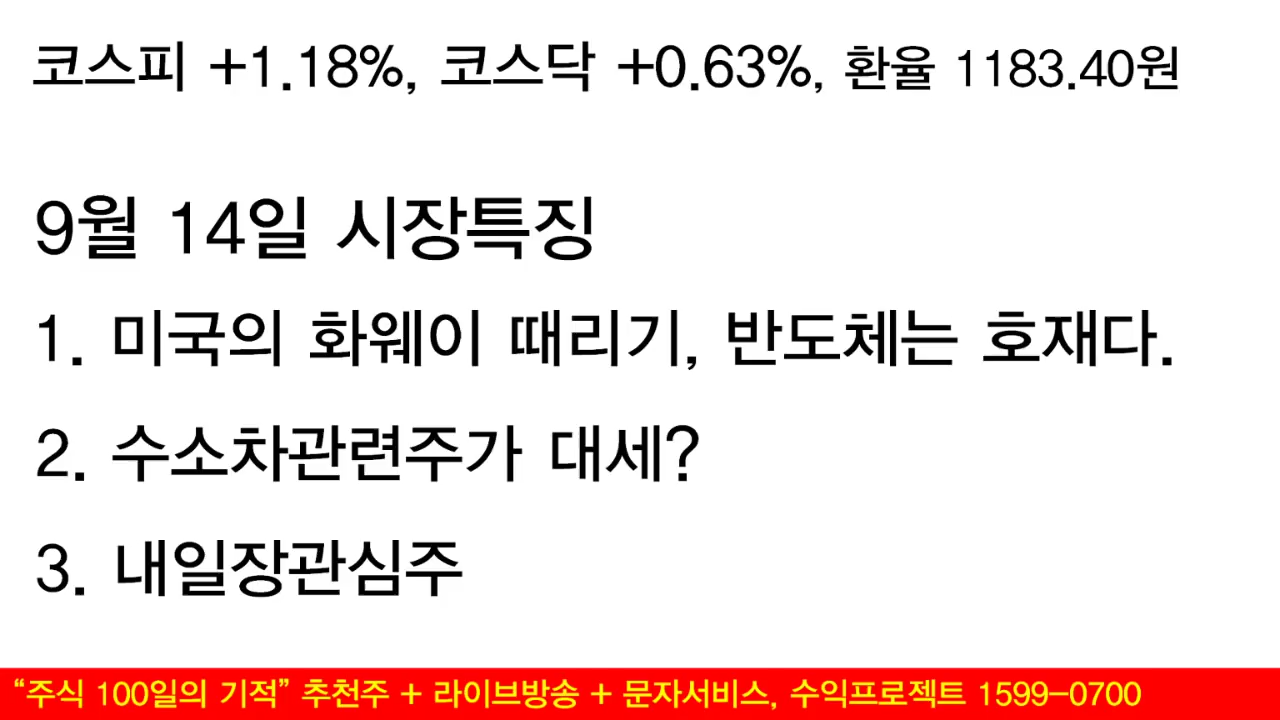 코스피 +1.18%, 코스닥 +0.63%, 환율 1183.40원
9월 14일 시장특징
1. 미국의 화웨이 때리기, 반도체는 호재다.
2. 수소차관련주가 대세?
3. 내일장관심주
“주식 100일의 기적” 추천주 + 라이브방송 + 문자서비스, 수익프로젝트 1599-0700